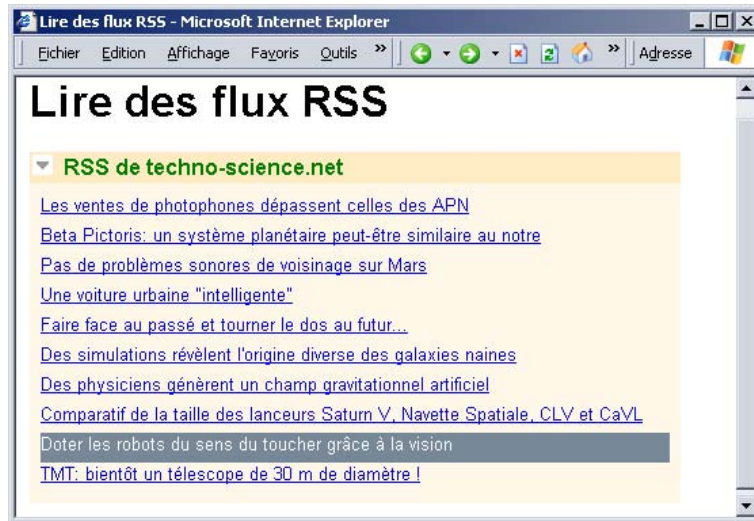 Lire des flux RSS - Microsoft Internet Explorer
Fichier Edition Affichage Favoris Outils » » Adresse
Lire des flux RSS
RSS de techno-science.net
Les ventes de photophones dépassent celles des APN
Beta Pictoris: un système planétaire peut-être similaire au notre
Pas de problèmes sonores de voisinage sur Mars
Une voiture urbaine "intelligente"
Faire face au passé et tourner le dos au futur...
Des simulations révèlent l'origine diverse des galaxies naines
Des physiciens génèrent un champ gravitationnel artificiel
Comparatif de la taille des lanceurs Saturn V, Navette Spatiale, CLV et CaVL
Doter les robots du sens du toucher grâce à la vision
TMT: bientôt un télescope de 30 m de diamètre !